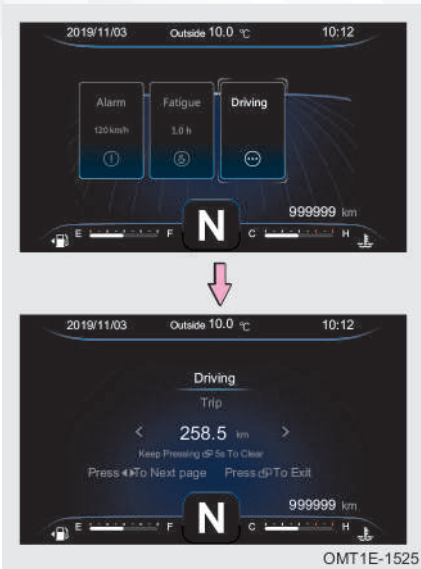 2019/11/03 Outside 10.0 ℃ 10:12
Alarm Fatigue Driving
120 km/h 1.0 h
999999 km
E F N C H
2019/11/03 Outside 10.0 ℃ 10:12
Driving
Trip
< 258.5 km >
Keep Pressing 5s To Clear
Press To Next page Press To Exit
999999 km
E F N C H
OMT1E-1525